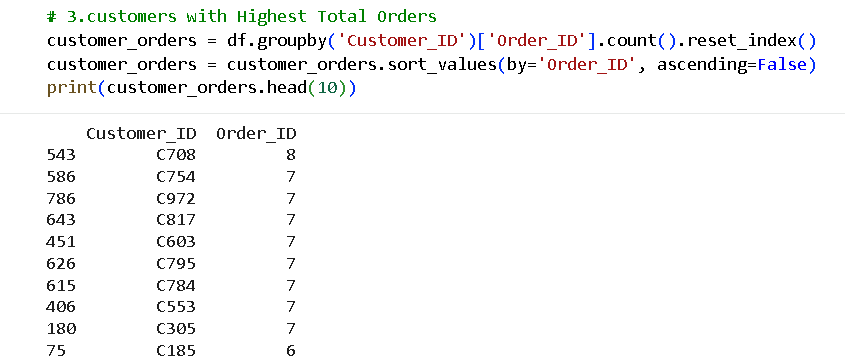 # 3.customers with Highest Total Orders
customer_orders = df.groupby('Customer_ID')['Order_ID'].count().reset_index()
customer_orders = customer_orders.sort_values(by='Order_ID', ascending=False)
print(customer_orders.head(10))
Customer_ID Order_ID
543 C708 8
586 C754 7
786 C972 7
643 C817 7
451 C603 7
626 C795 7
615 C784 7
406 C553 7
180 C305 7
75 C185 6